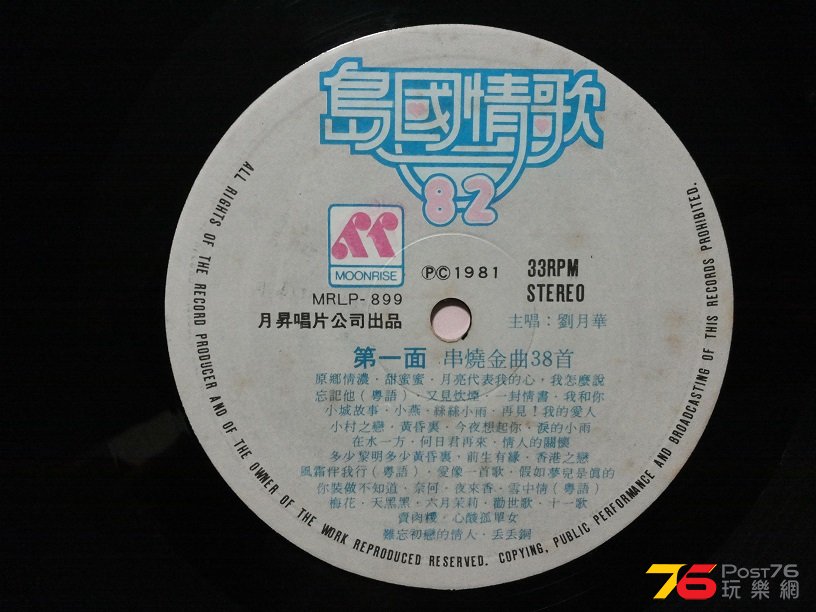 島國情歌
82
MOONRISE
ⓅⒸ1981
33RPM
STEREO
MRLP-899
月昇唱片公司出品
主唱：劉月華
第一面 串燒金曲38首
原鄉情濃·甜蜜蜜·月亮代表我的心，我怎麼說
忘記他(粤語)·又見炊煙·一封情書·我和你
小城故事·小燕·絲絲小雨·再見！我的愛人
小村之戀·黃昏裏·今夜想起你·淚的小雨
在水一方·何日君再來·情人的關懷
多少黎明多少黃昏裏·前生有緣·香港之戀
風霜伴我行(粤語)·愛像一首歌·假如夢兒是眞的
你裝做不知道·奈何·夜來香·雪中情(粤語)
梅花·天黑黑·六月茉莉·勸世歌·十一歌
賣肉粽·心酸孤單女
難忘初戀的情人·丟丟銅
ALL RIGHTS OF THE RECORD PRODUCER AND OF THE OWNER OF THE WORK REPRODUCED RESERVED. COPYING, PUBLIC PERFORMANCE AND BROADCASTING OF THIS RECORDS PROHIBITED.
76 POST76
玩樂網